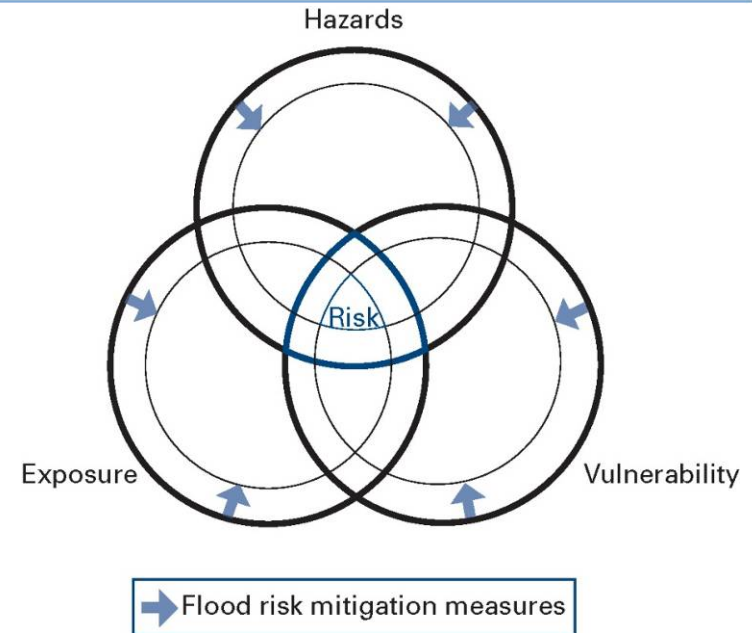 Hazards
Risk
Exposure
Vulnerability
Flood risk mitigation measures